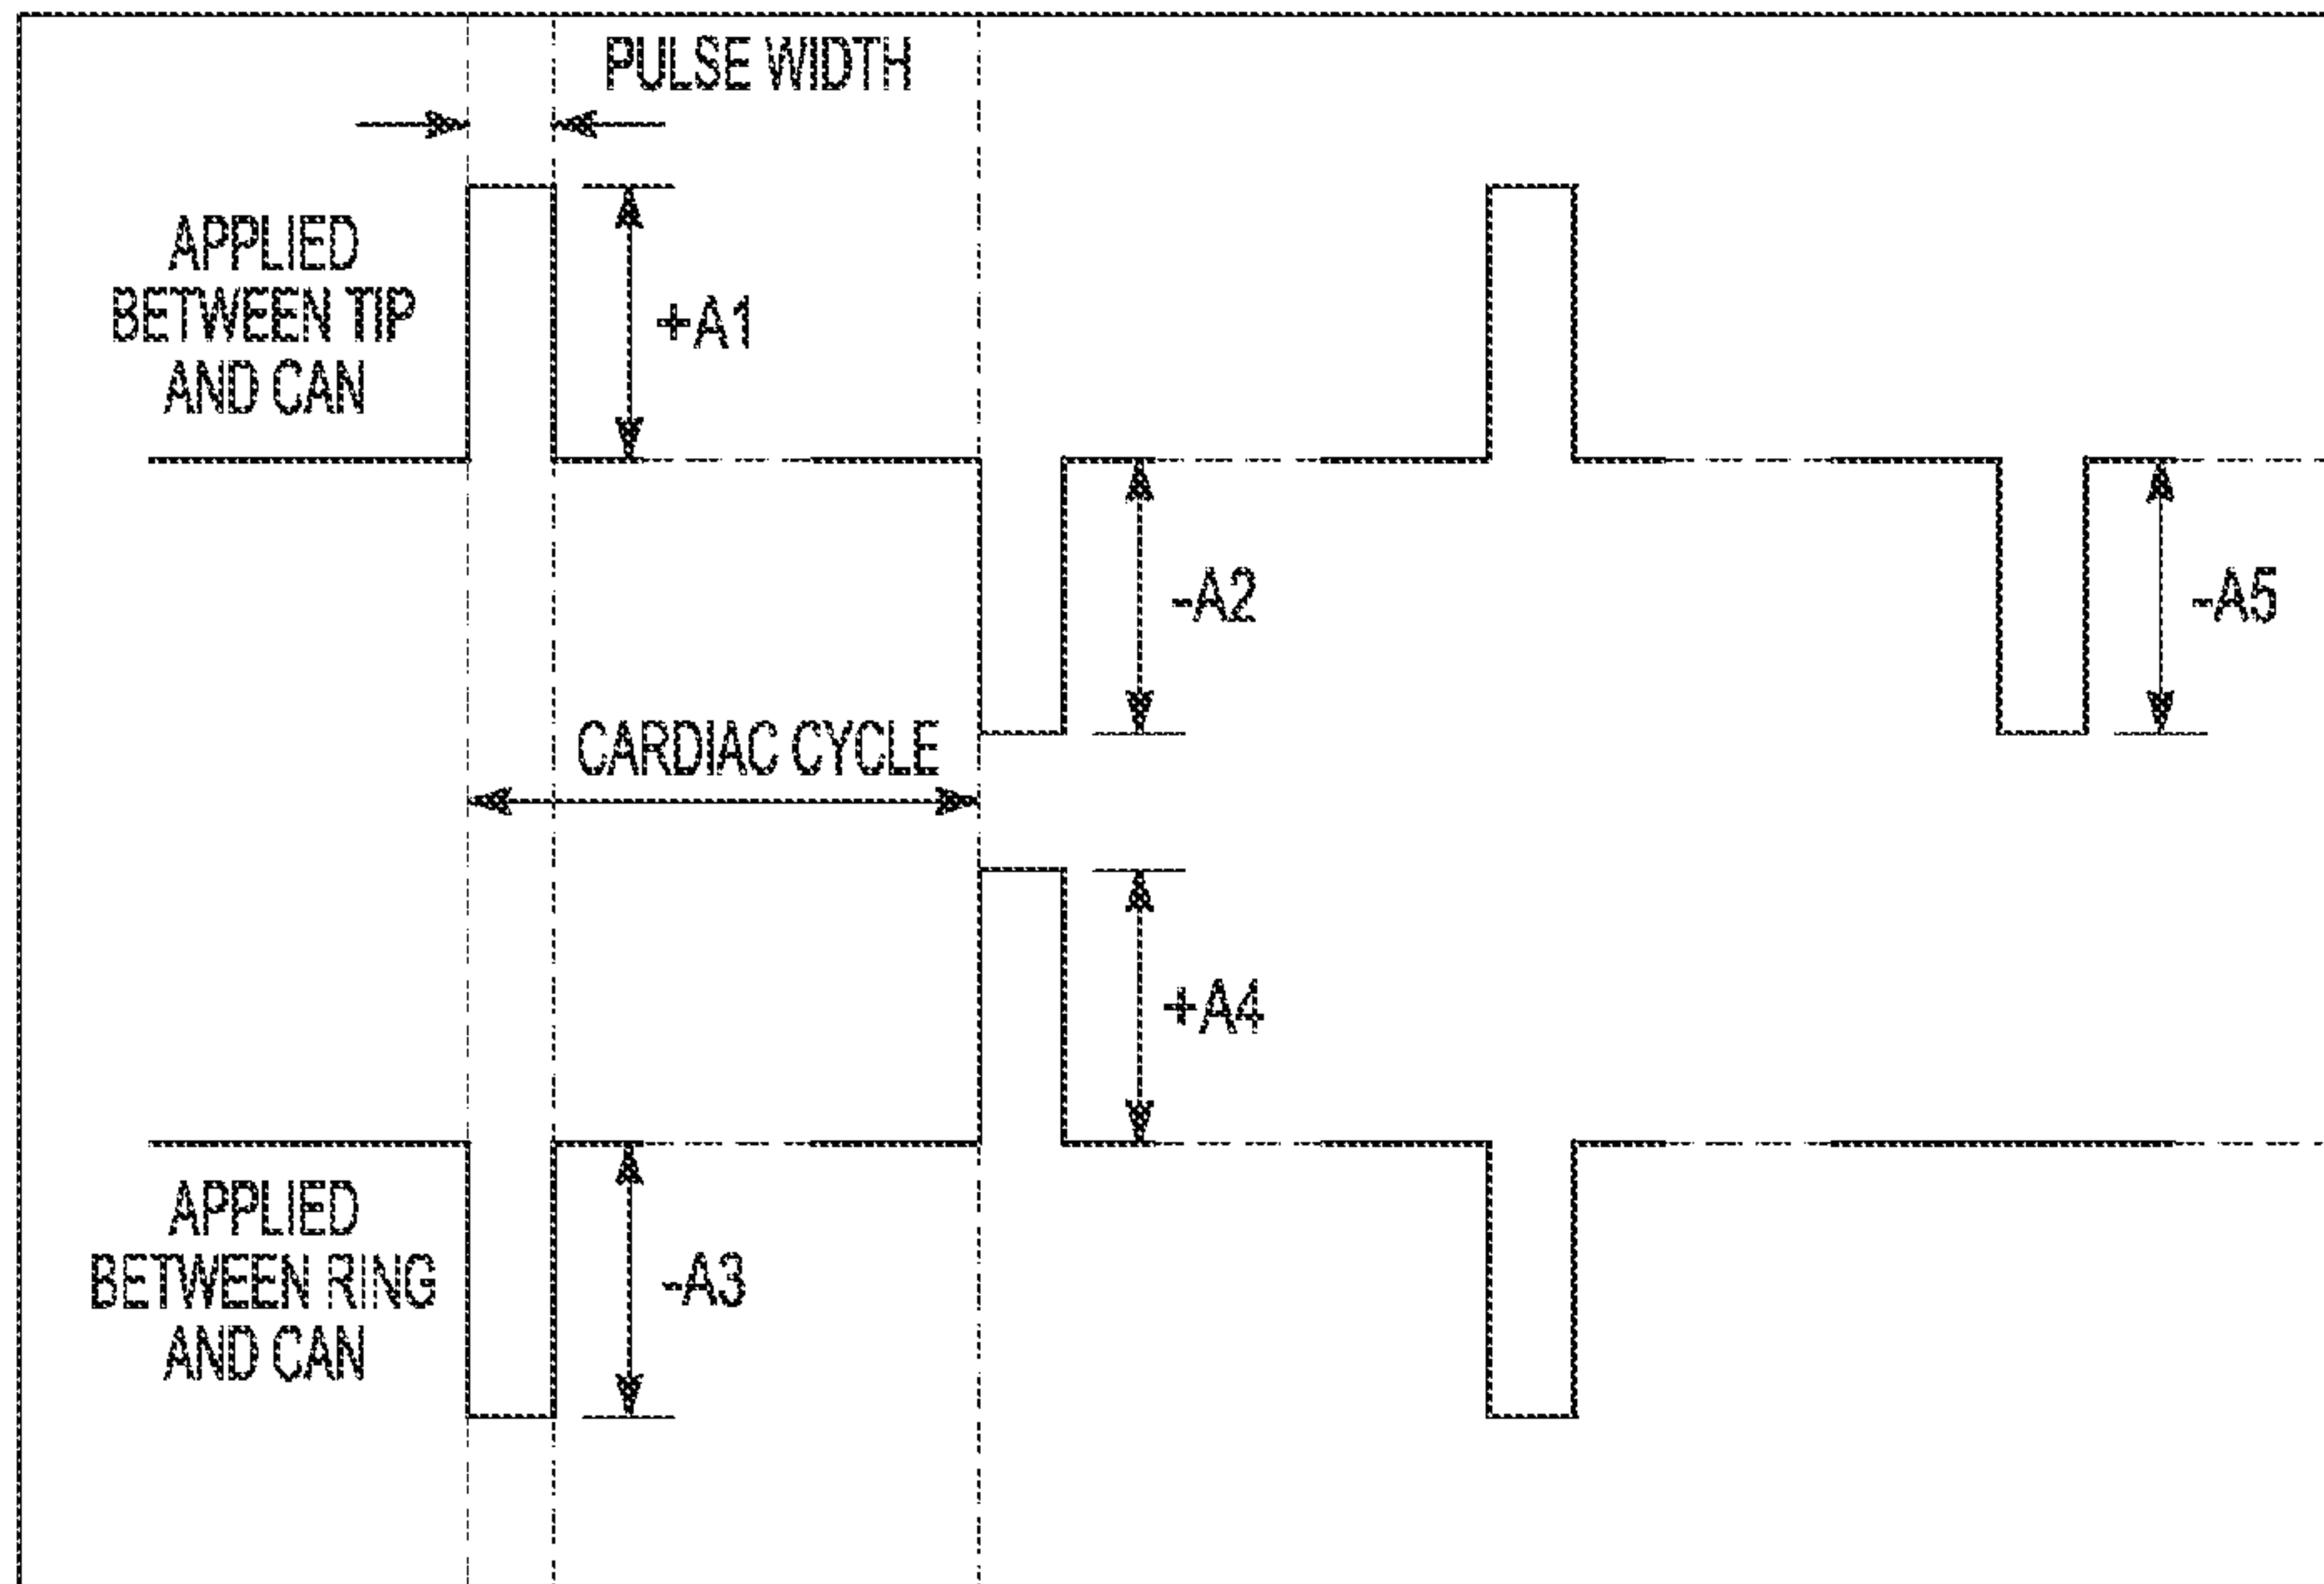 PULSE WIDTH
APPLIED
BETWEEN TIP
AND CAN
+A1
-A2
-A5
CARDIAC CYCLE
+A4
APPLIED
BETWEEN RING
AND CAN
-A3